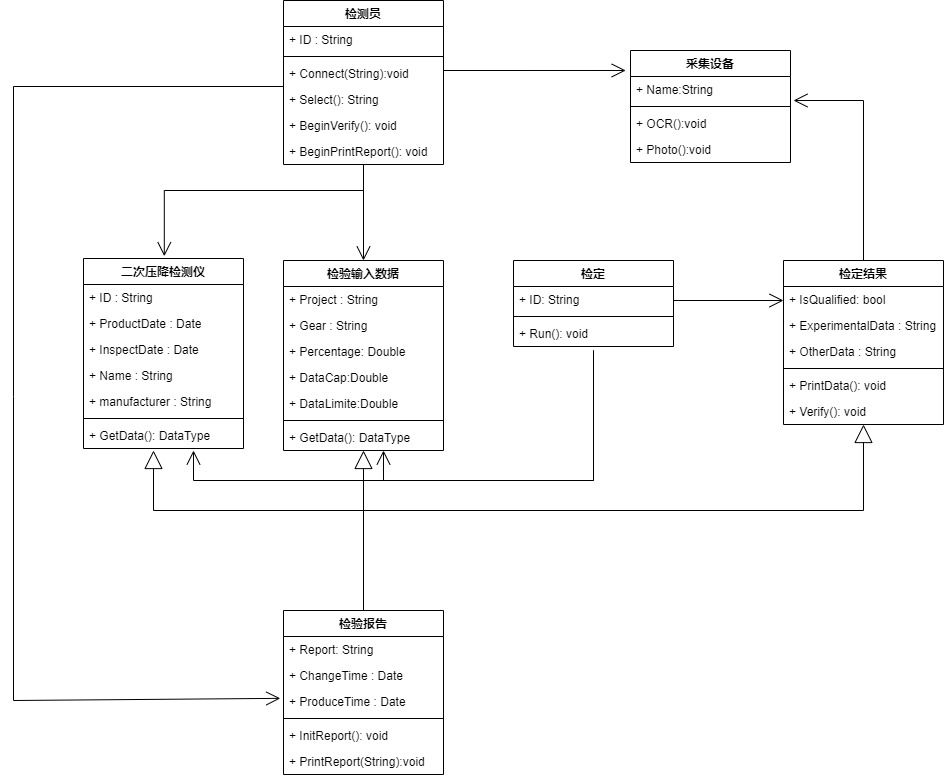 检测员
+ ID : String
+ Connect(String):void
+ Select(): String
+ BeginVerify(): void
+ BeginPrintReport(): void
采集设备
+ Name:String
+ OCR():void
+ Photo():void
二次压降检测仪
+ ID : String
+ ProductDate : Date
+ InspectDate : Date
+ Name : String
+ manufacturer : String
+ GetData(): DataType
检验输入数据
+ Project : String
+ Gear : String
+ Percentage: Double
+ DataCap:Double
+ DataLimite:Double
+ GetData(): DataType
检定
+ ID: String
+ Run(): void
检定结果
+ IsQualified: bool
+ ExperimentalData : String
+ OtherData : String
+ PrintData(): void
+ Verify(): void
检验报告
+ Report: String
+ ChangeTime : Date
+ ProduceTime : Date
+ InitReport(): void
+ PrintReport(String):void